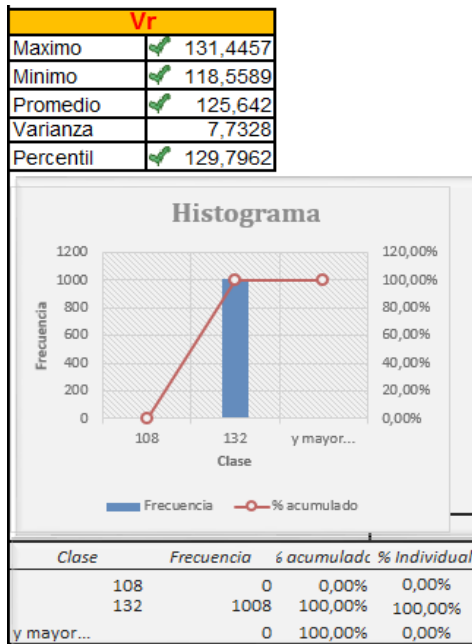 Vr
Maximo 131,4457
Minimo 118,5589
Promedio 125,642
Varianza 7,7328
Percentil 129,7962
Histograma
1200 120,00%
1000 100,00%
800 80,00%
600 60,00%
400 40,00%
200 20,00%
0 0,00%
Frecuencia
108 132 y mayor...
Clase
Frecuencia % acumulado
Clase Frecuencia % acumulado % Individual
108 0 0,00% 0,00%
132 1008 100,00% 100,00%
y mayor... 0 100,00% 0,00%